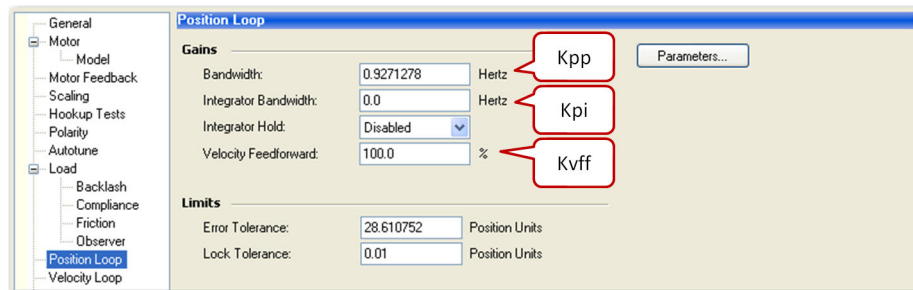 General
Motor
Model
Motor Feedback
Scaling
Hookup Tests
Polarity
Autotune
Load
Backlash
Compliance
Friction
Observer
Position Loop
Velocity Loop
Position Loop
Gains
Bandwidth: 0.9271278 Hertz Kpp
Integrator Bandwidth: 0.0 Hertz Kpi
Integrator Hold: Disabled
Velocity Feedforward: 100.0 % Kvff
Parameters...
Limits
Error Tolerance: 28.610752 Position Units
Lock Tolerance: 0.01 Position Units